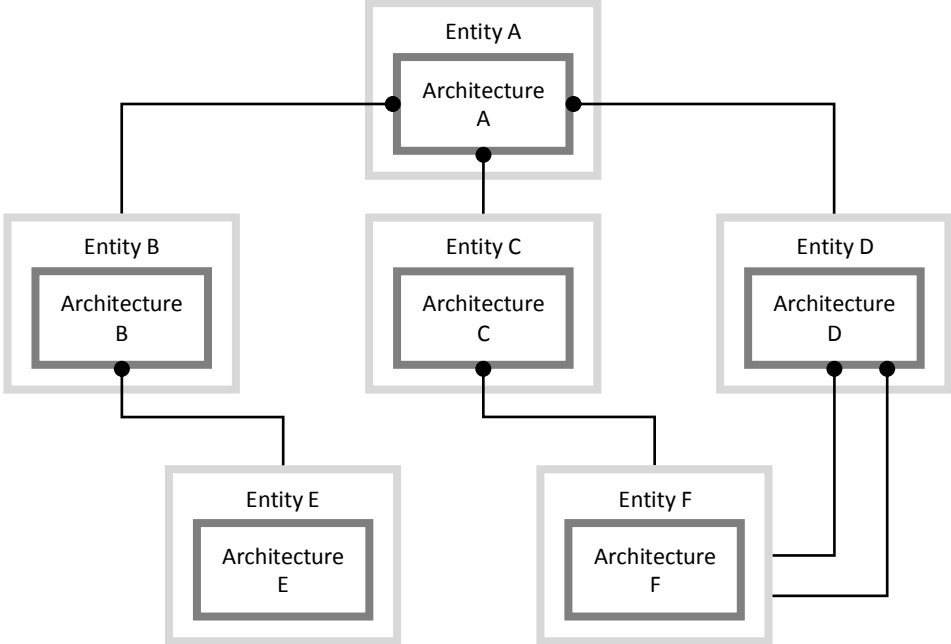 Entity A
Architecture
A
Entity B
Architecture
B
Entity C
Architecture
C
Entity D
Architecture
D
Entity E
Architecture
E
Entity F
Architecture
F